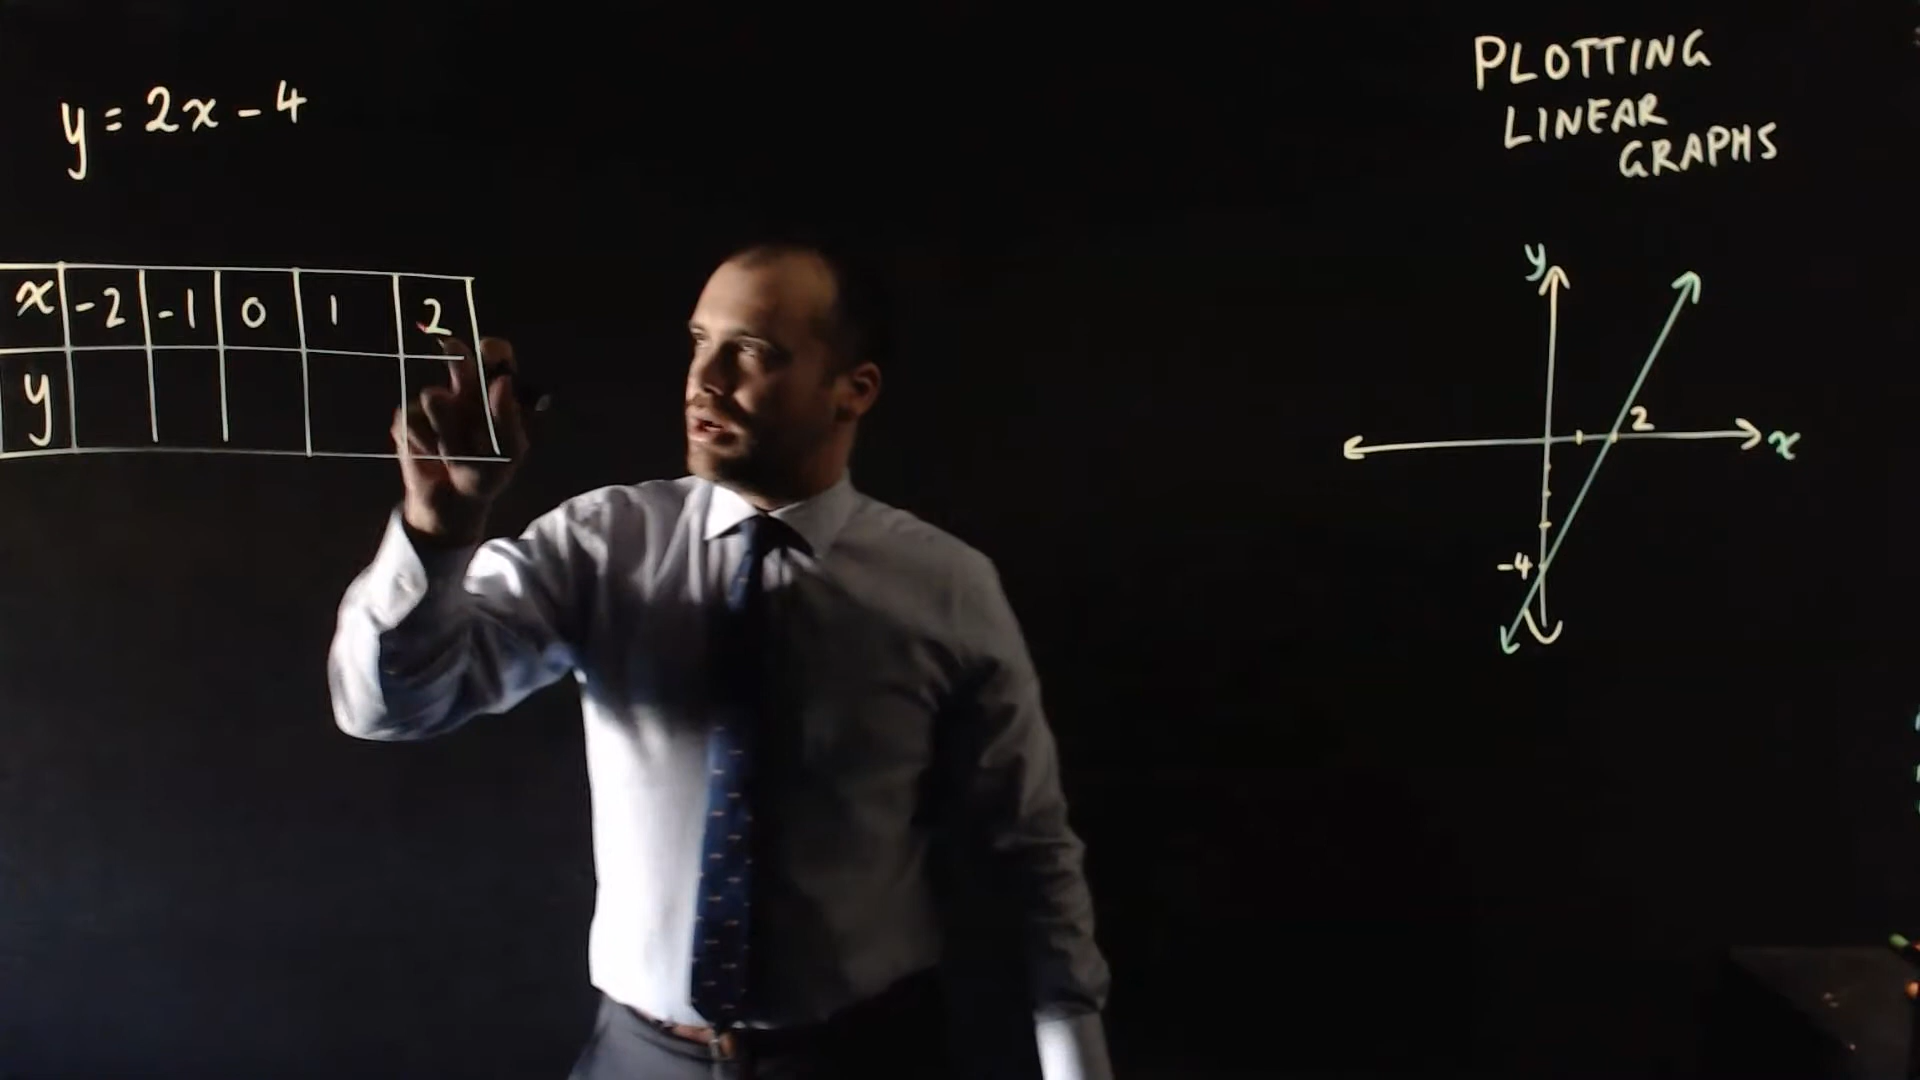 y = 2x - 4
PLOTTING
LINEAR
GRAPHS
x -2 -1 0 1 2
y
y
2
x
-4